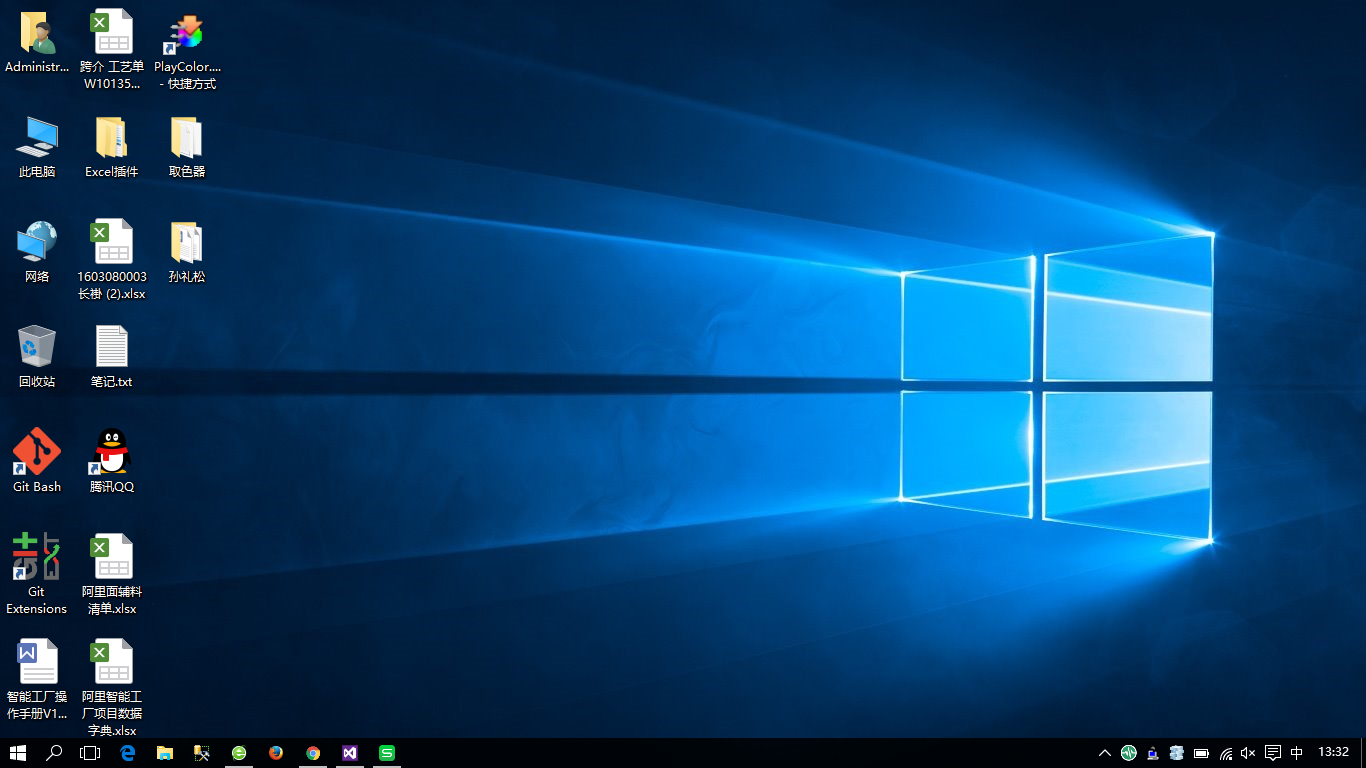 Administr...
此电脑
网络
回收站
Git Bash
Git
Extensions
智能工厂操
作手册V1...
跨介 工艺单
W10135...
Excel插件
1603080003
长褂 (2).xlsx
笔记.txt
腾讯QQ
阿里面辅料
清单.xlsx
阿里智能工
厂项目数据
字典.xlsx
PlayColor....
- 快捷方式
取色器
孙礼松
中
13:32